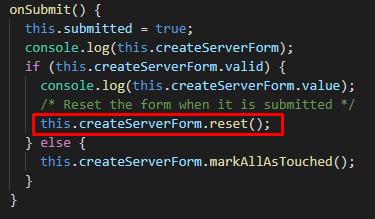 onSubmit() {
this.submitted = true;
console.log(this.createServerForm);
if (this.createServerForm.valid) {
console.log(this.createServerForm.value);
/* Reset the form when it is submitted */
this.createServerForm.reset();
} else {
this.createServerForm.markAllAsTouched();
}
}